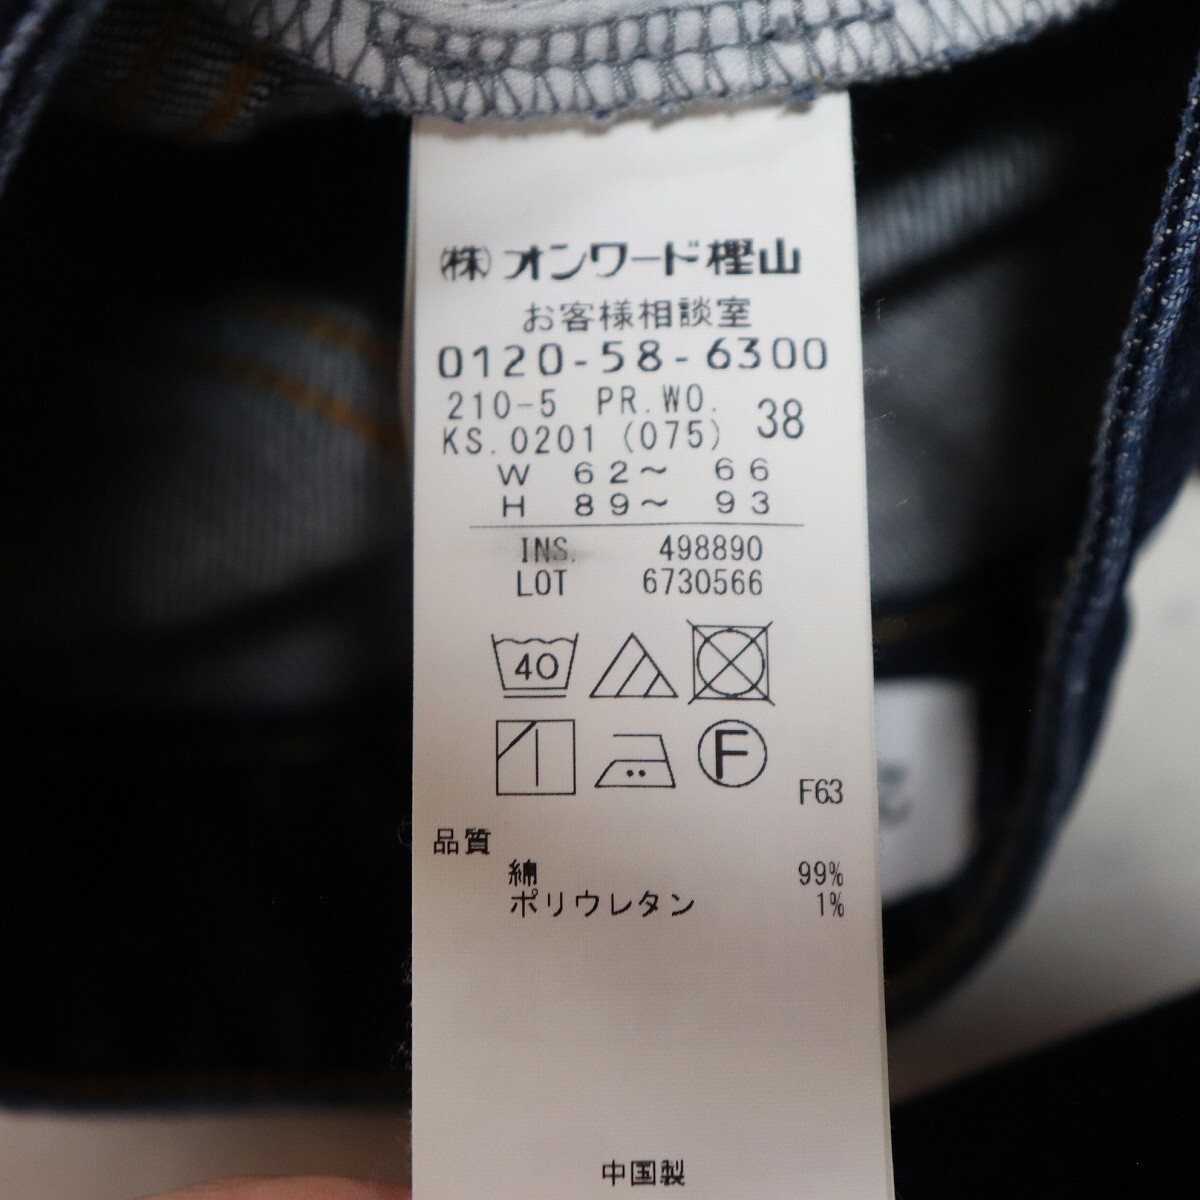 ㈱オンワード樫山
お客様相談室
0120-58-6300
210-5 PR.WO.
KS.0201(075) 38
W 62〜 66
H 89〜 93
INS. 498890
LOT 6730566
40
F
F63
品質
綿 99%
ポリウレタン 1%
中国製